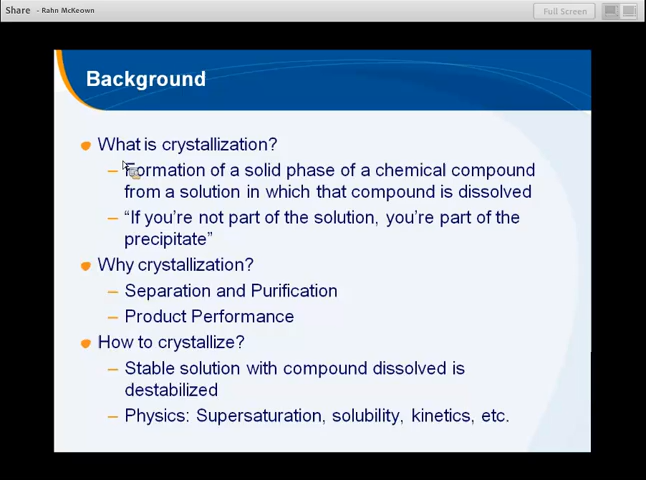 Share - Rahn McKeown
Full Screen
Background
What is crystallization?
– Formation of a solid phase of a chemical compound
from a solution in which that compound is dissolved
– “If you’re not part of the solution, you’re part of the
precipitate”
Why crystallization?
– Separation and Purification
– Product Performance
How to crystallize?
– Stable solution with compound dissolved is
destabilized
– Physics: Supersaturation, solubility, kinetics, etc.